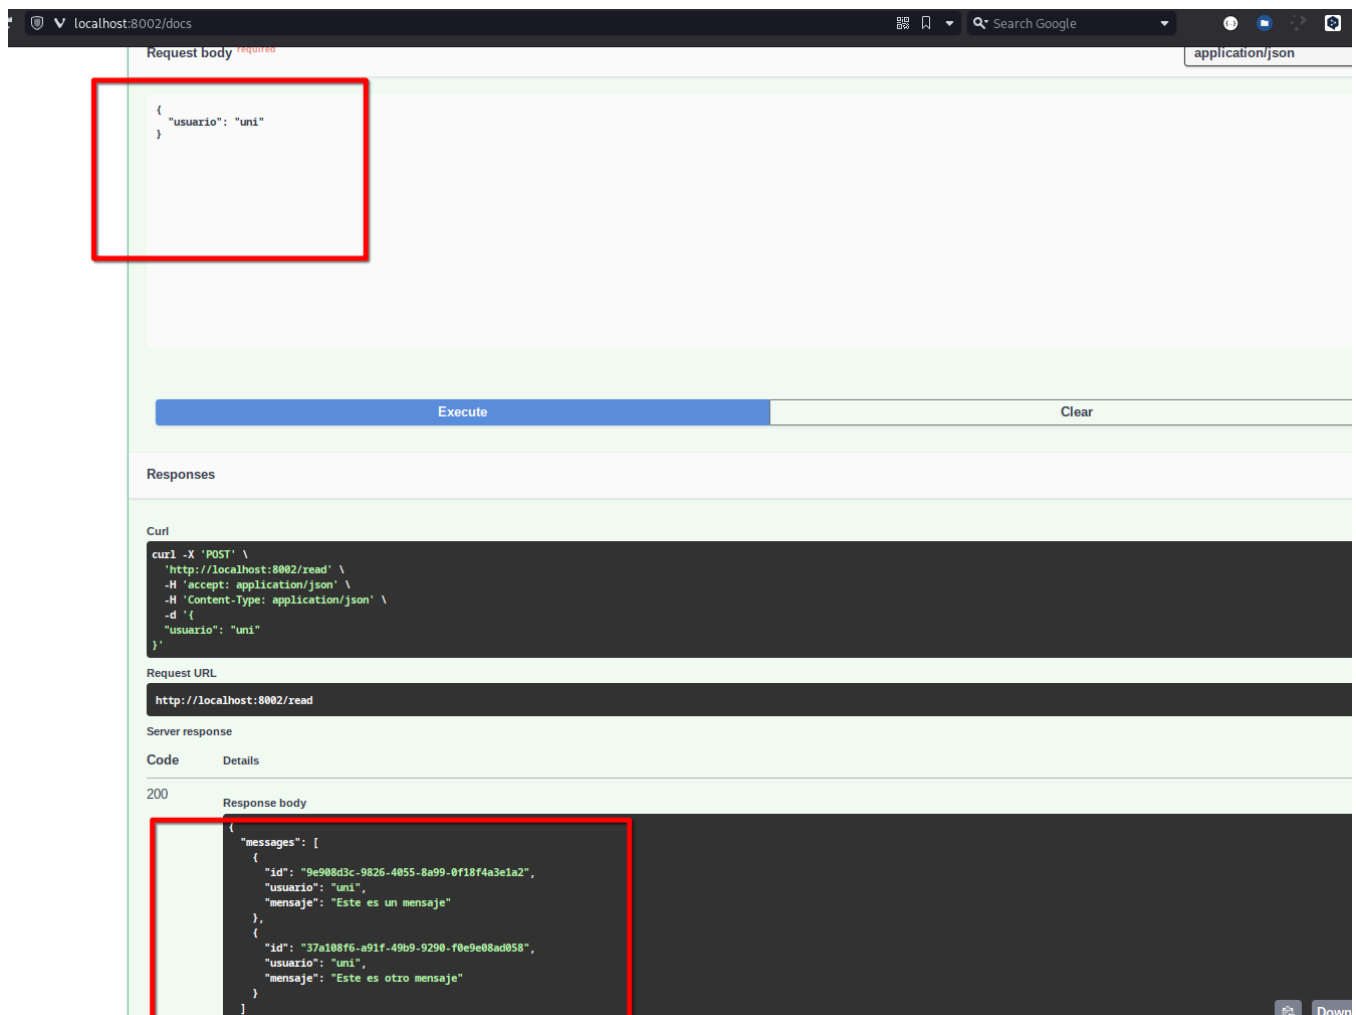 localhost:8002/docs
Search Google
Request body required
application/json
{
"usuario": "uni"
}
Execute
Clear
Responses
Curl
curl -X 'POST' \
'http://localhost:8002/read' \
-H 'accept: application/json' \
-H 'Content-Type: application/json' \
-d '{
"usuario": "uni"
}'
Request URL
http://localhost:8002/read
Server response
Code
Details
200
Response body
{
"messages": [
{
"id": "9e908d3c-9826-4055-8a99-0f18f4a3e1a2",
"usuario": "uni",
"mensaje": "Este es un mensaje"
},
{
"id": "37a108f6-a91f-49b9-9290-f0e9e08ad058",
"usuario": "uni",
"mensaje": "Este es otro mensaje"
}
]
Down